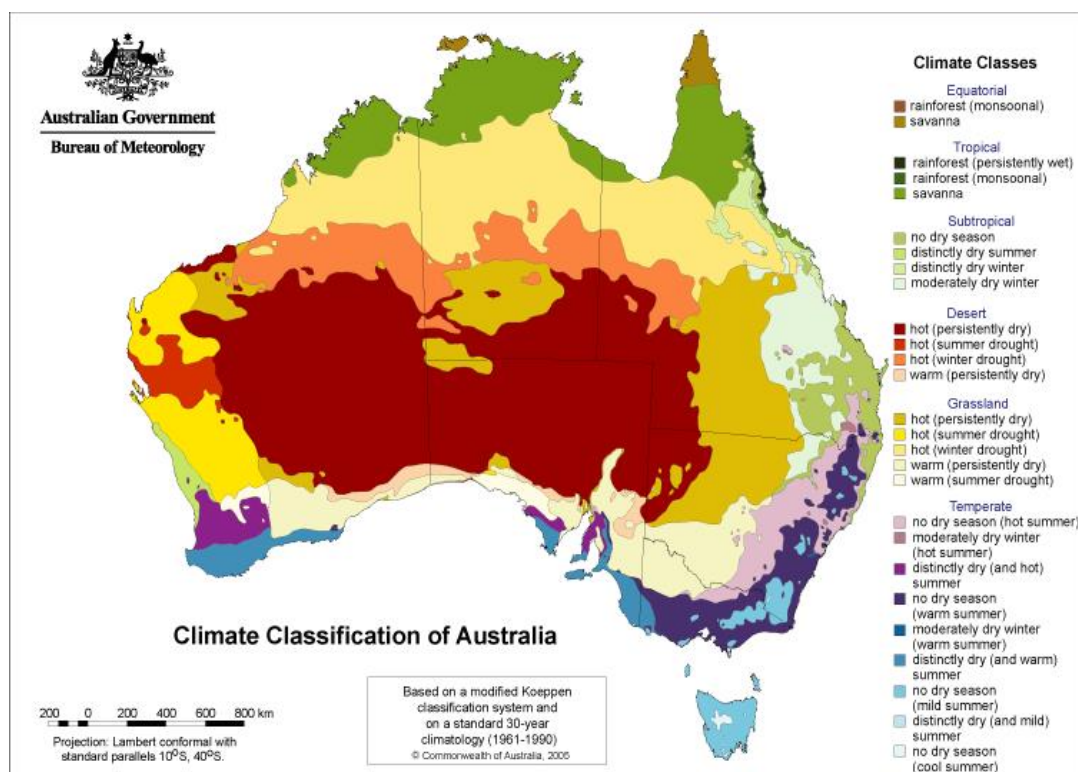 Australian Government
Bureau of Meteorology
Climate Classes
Equatorial
rainforest (monsoonal)
savanna
Tropical
rainforest (persistently wet)
rainforest (monsoonal)
savanna
Subtropical
no dry season
distinctly dry summer
distinctly dry winter
moderately dry winter
Desert
hot (persistently dry)
hot (summer drought)
hot (winter drought)
warm (persistently dry)
Grassland
hot (persistently dry)
hot (summer drought)
hot (winter drought)
warm (persistently dry)
warm (summer drought)
Temperate
no dry season (hot summer)
moderately dry winter
(hot summer)
distinctly dry (and hot)
summer
no dry season
(warm summer)
moderately dry winter
(warm summer)
distinctly dry (and warm)
summer
no dry season
(mild summer)
distinctly dry (and mild)
summer
no dry season
(cool summer)
Climate Classification of Australia
Based on a modified Koeppen
classification system and
on a standard 30-year
climatology (1961-1990)
© Commonwealth of Australia, 2005
200 0 200 400 600 800 km
Projection: Lambert conformal with
standard parallels 10°S, 40°S.